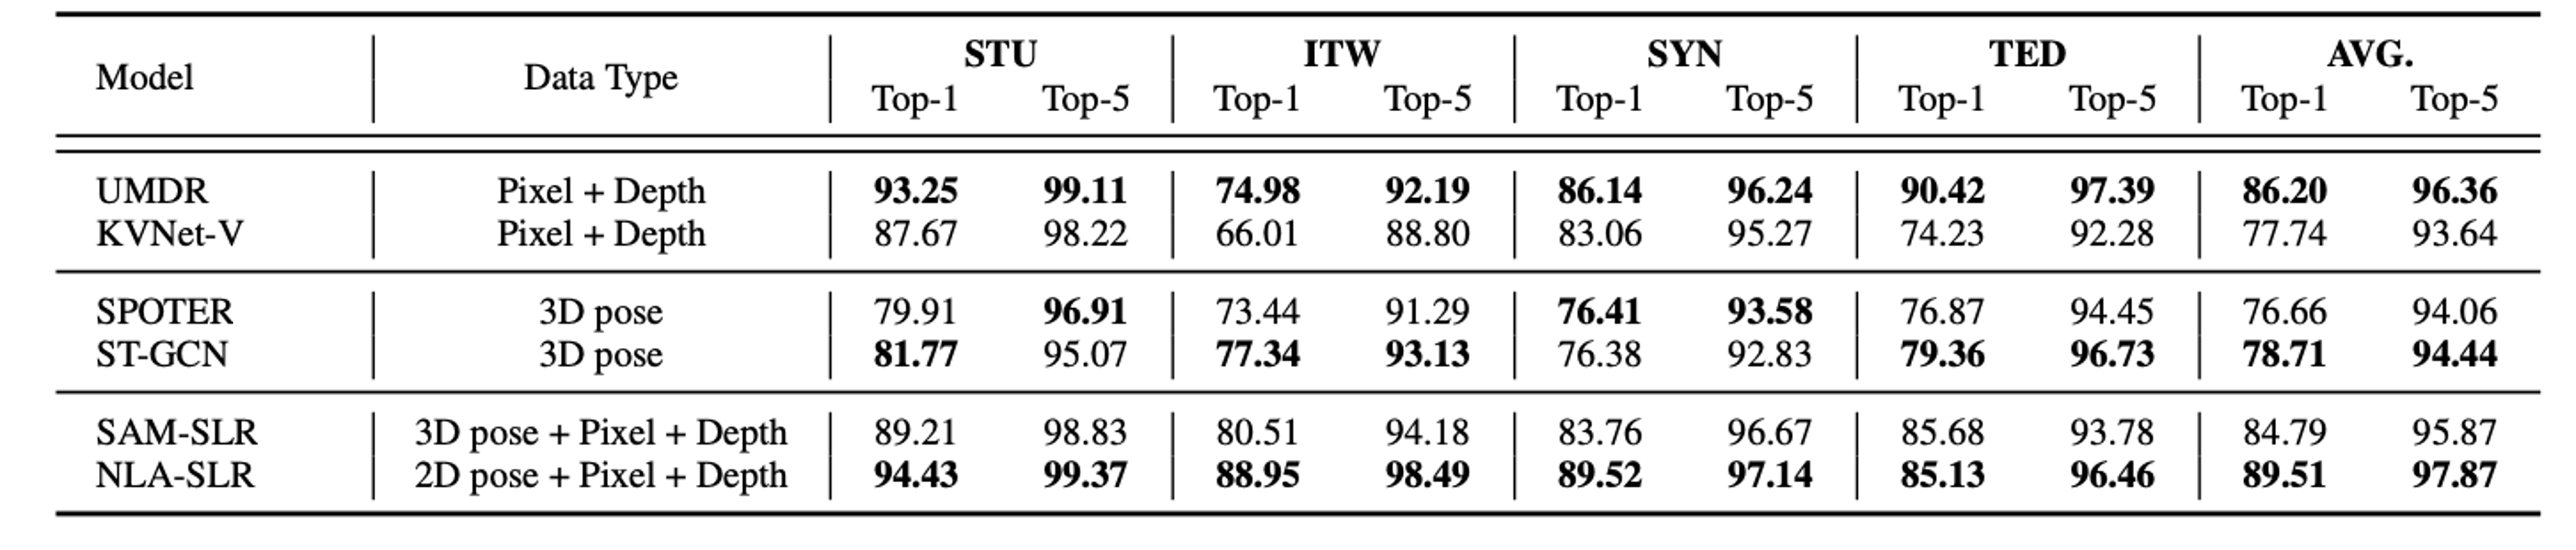 Model Data Type STU ITW SYN TED AVG.
Top-1 Top-5 Top-1 Top-5 Top-1 Top-5 Top-1 Top-5 Top-1 Top-5
UMDR Pixel + Depth 93.25 99.11 74.98 92.19 86.14 96.24 90.42 97.39 86.20 96.36
KVNet-V Pixel + Depth 87.67 98.22 66.01 88.80 83.06 95.27 74.23 92.28 77.74 93.64
SPOTER 3D pose 79.91 96.91 73.44 91.29 76.41 93.58 76.87 94.45 76.66 94.06
ST-GCN 3D pose 81.77 95.07 77.34 93.13 76.38 92.83 79.36 96.73 78.71 94.44
SAM-SLR 3D pose + Pixel + Depth 89.21 98.83 80.51 94.18 83.76 96.67 85.68 93.78 84.79 95.87
NLA-SLR 2D pose + Pixel + Depth 94.43 99.37 88.95 98.49 89.52 97.14 85.13 96.46 89.51 97.87